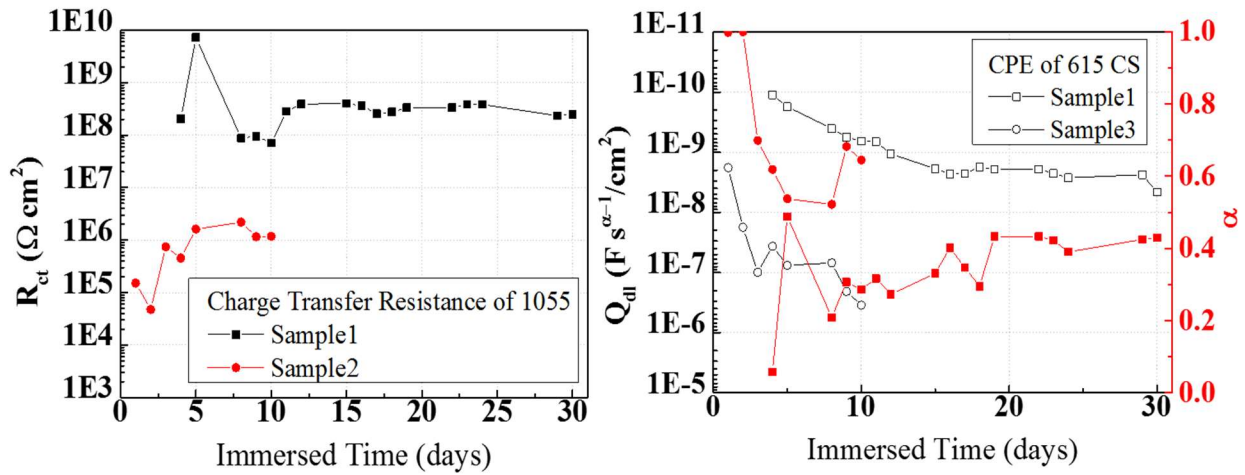 1E10
1E9
1E8
1E7
1E6
1E5
1E4
1E3
R_ct (Ω cm²)
Charge Transfer Resistance of 1055
Sample1
Sample2
0 5 10 15 20 25 30
Immersed Time (days)
1E-11
1E-10
1E-9
1E-8
1E-7
1E-6
1E-5
Q_dl (F s^α−1/cm²)
CPE of 615 CS
Sample1
Sample3
1.0
0.8
0.6
0.4
0.2
0.0
α
0 10 20 30
Immersed Time (days)